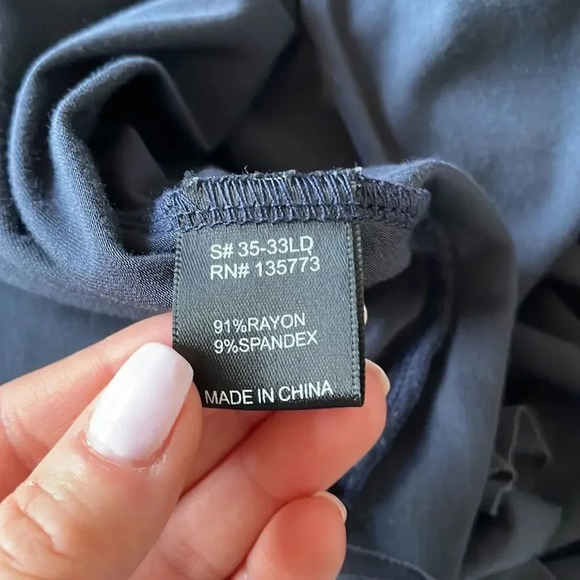 S# 35-33LD
RN# 135773
91%RAYON
9%SPANDEX
MADE IN CHINA